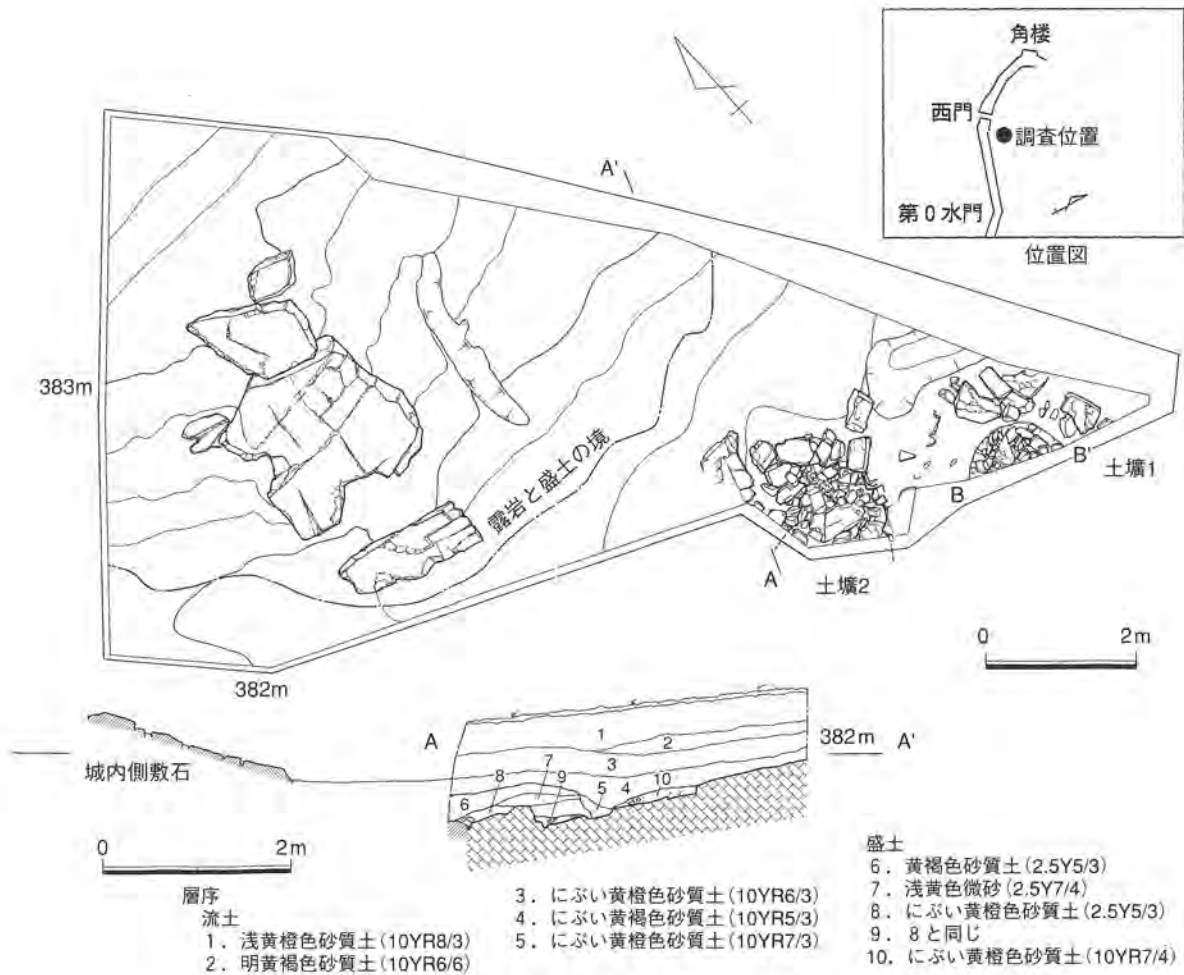 角楼
西門
調査位置
第0水門
位置図
A'
383m
露岩と盛土の境
B'
土壙1
B
A
土壙2
0 2m
382m
A
1
2
382m
A'
3
7
8
9
5
4
10
6
城内側敷石
0 2m
層序
流土
1. 浅黄橙色砂質土(10YR8/3)
2. 明黄褐色砂質土(10YR6/6)
3. にぶい黄橙色砂質土(10YR6/3)
4. にぶい黄褐色砂質土(10YR5/3)
5. にぶい黄橙色砂質土(10YR7/3)
盛土
6. 黄褐色砂質土(2.5Y5/3)
7. 浅黄色微砂(2.5Y7/4)
8. にぶい黄橙色砂質土(2.5Y5/3)
9. 8と同じ
10. にぶい黄橙色砂質土(10YR7/4)